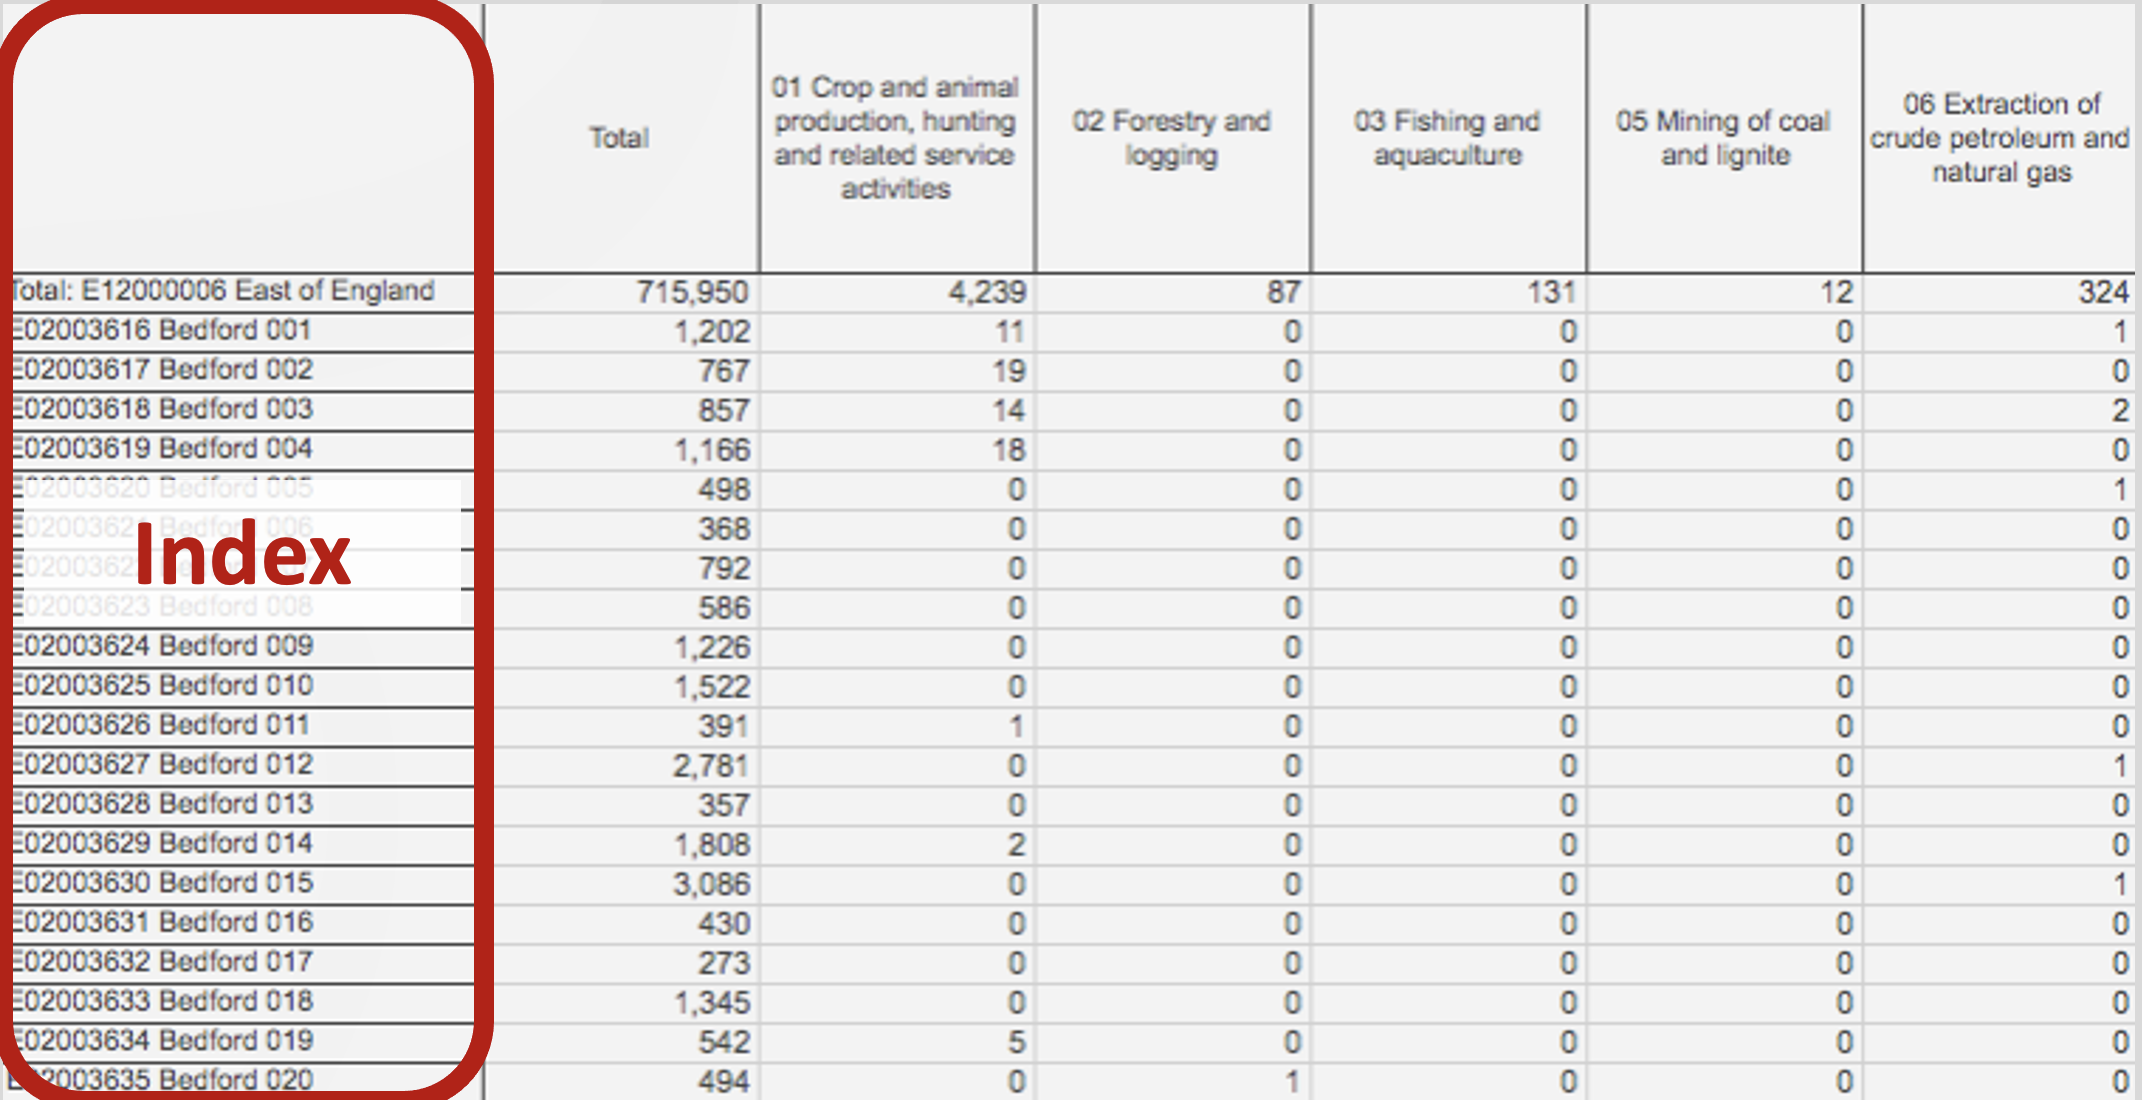 Total
01 Crop and animal
production, hunting
and related service
activities
02 Forestry and
logging
03 Fishing and
aquaculture
05 Mining of coal
and lignite
06 Extraction of
crude petroleum and
natural gas
Total: E12000006 East of England 715,950 4,239 87 131 12 324
E02003616 Bedford 001 1,202 11 0 0 0 1
E02003617 Bedford 002 767 19 0 0 0 0
E02003618 Bedford 003 857 14 0 0 0 2
E02003619 Bedford 004 1,166 18 0 0 0 0
E02003620 Bedford 005 498 0 0 0 0 1
006 368 0 0 0 0 0
Index
792 0 0 0 0 0
E02003623 Bedford 008 586 0 0 0 0 0
E02003624 Bedford 009 1,226 0 0 0 0 0
E02003625 Bedford 010 1,522 0 0 0 0 0
E02003626 Bedford 011 391 1 0 0 0 0
E02003627 Bedford 012 2,781 0 0 0 0 1
E02003628 Bedford 013 357 0 0 0 0 0
E02003629 Bedford 014 1,808 2 0 0 0 0
E02003630 Bedford 015 3,086 0 0 0 0 1
E02003631 Bedford 016 430 0 0 0 0 0
E02003632 Bedford 017 273 0 0 0 0 0
E02003633 Bedford 018 1,345 0 0 0 0 0
E02003634 Bedford 019 542 5 0 0 0 0
E02003635 Bedford 020 494 0 1 0 0 0